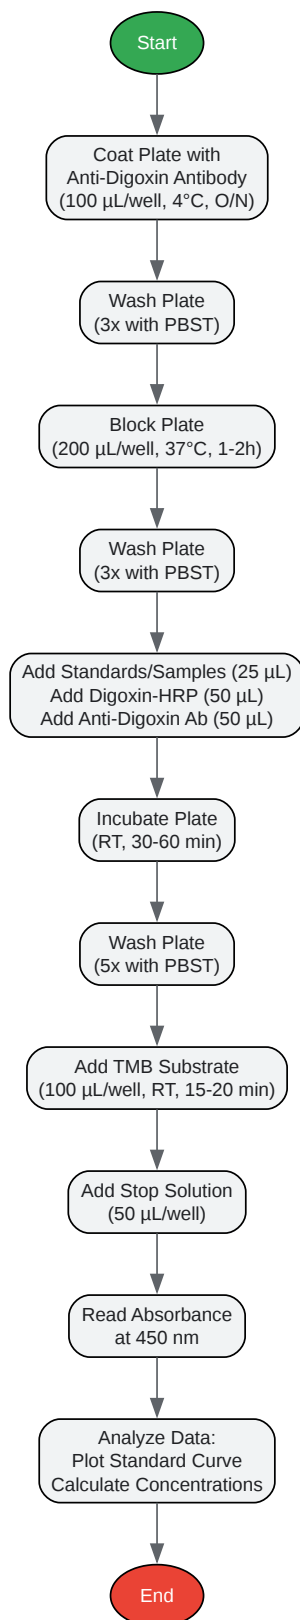 Start
Coat Plate with
Anti-Digoxin Antibody
(100 µL/well, 4°C, O/N)
Wash Plate
(3x with PBST)
Block Plate
(200 µL/well, 37°C, 1-2h)
Wash Plate
(3x with PBST)
Add Standards/Samples (25 µL)
Add Digoxin-HRP (50 µL)
Add Anti-Digoxin Ab (50 µL)
Incubate Plate
(RT, 30-60 min)
Wash Plate
(5x with PBST)
Add TMB Substrate
(100 µL/well, RT, 15-20 min)
Add Stop Solution
(50 µL/well)
Read Absorbance
at 450 nm
Analyze Data:
Plot Standard Curve
Calculate Concentrations
End